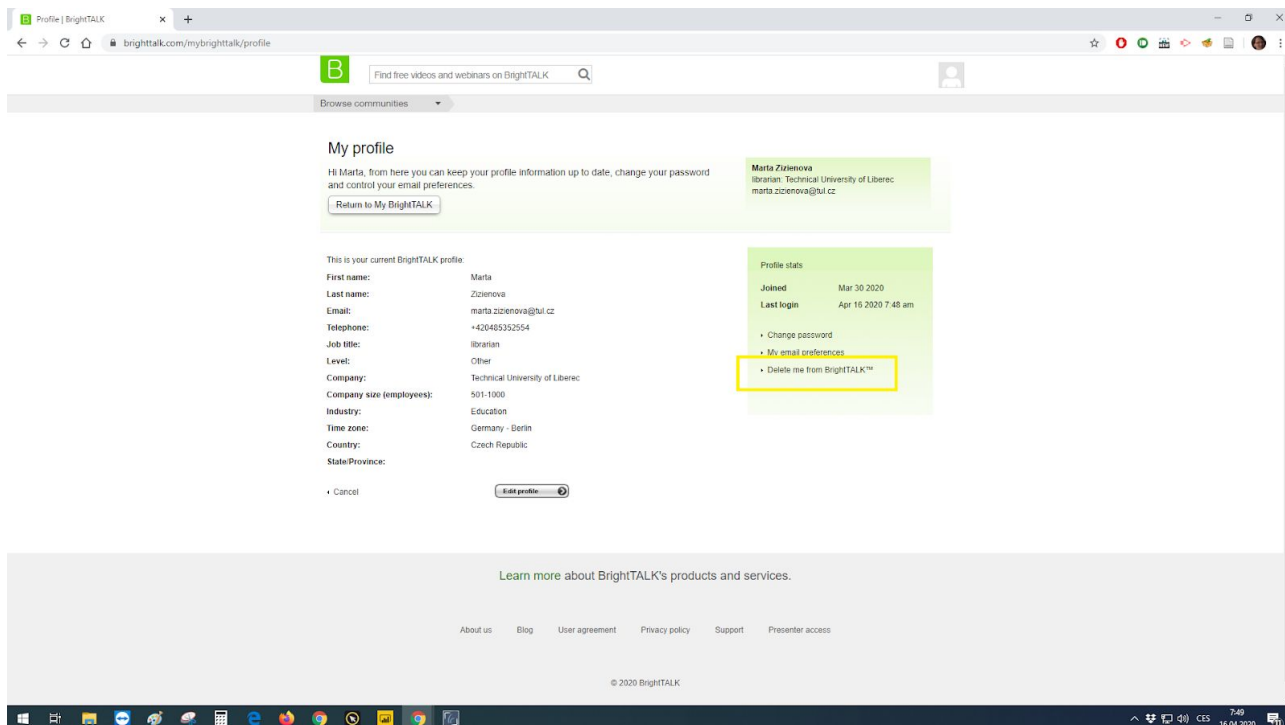 Profile | BrightTALK
brighttalk.com/mybrighttalk/profile
B
Find free videos and webinars on BrightTALK
Browse communities
My profile
Hi Marta, from here you can keep your profile information up to date, change your password
and control your email preferences.
Return to My BrightTALK
Marta Zizienova
librarian: Technical University of Liberec
marta.zizienova@tul.cz
This is your current BrightTALK profile:
First name: Marta
Last name: Zizienova
Email: marta.zizienova@tul.cz
Telephone: +420485352554
Job title: librarian
Level: Other
Company: Technical University of Liberec
Company size (employees): 501-1000
Industry: Education
Time zone: Germany - Berlin
Country: Czech Republic
State/Province:
Cancel
Edit profile
Profile stats
Joined Mar 30 2020
Last login Apr 16 2020 7:48 am
Change password
My email preferences
Delete me from BrightTALK™
Learn more about BrightTALK's products and services.
About us Blog User agreement Privacy policy Support Presenter access
© 2020 BrightTALK
CES
7:49
16.04.2020